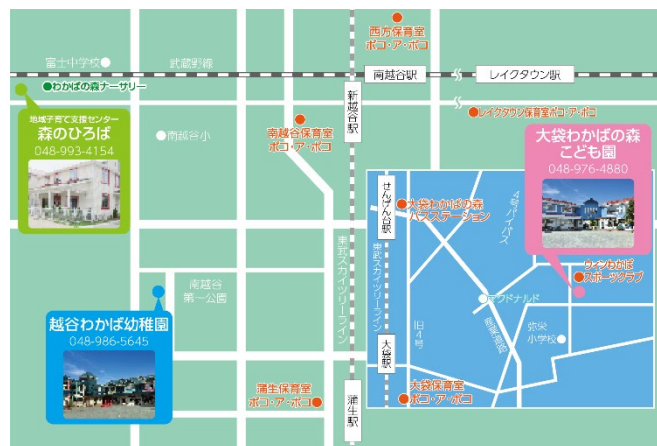 西方保育室
ポコ・ア・ポコ
富士中学校
武蔵野線
南越谷駅
レイクタウン駅
わかばの森ナーサリー
新越谷駅
レイクタウン保育室ポコ・ア・ポコ
地域子育て支援センター
森のひろば
048-993-4154
南越谷小
南越谷保育室
ポコ・ア・ポコ
大袋わかばの森
こども園
048-976-4880
せんげん台駅
大袋わかばの森
バスステーション
4号バイパス
東武スカイツリーライン
東武スカイツリーライン
ウィンわかば
スポーツクラブ
マクドナルド
南越谷
第一公園
旧4号
弥栄
小学校
越谷わかば幼稚園
048-986-5645
大袋駅
蒲生保育室
ポコ・ア・ポコ
蒲生駅
大袋保育室
ポコ・ア・ポコ